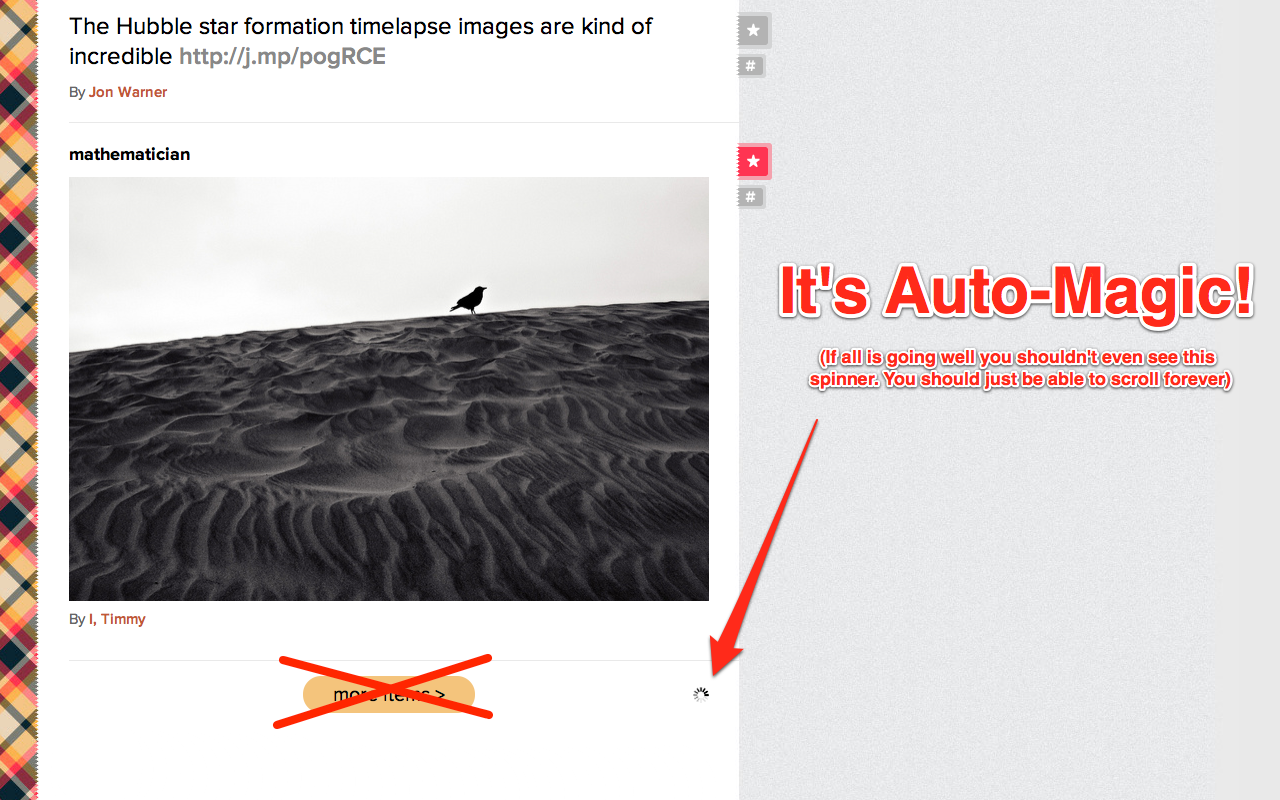 The Hubble star formation timelapse images are kind of
incredible http://j.mp/pogRCE
By Jon Warner
#
mathematician
#
It's Auto-Magic!
(If all is going well you shouldn't even see this
spinner. You should just be able to scroll forever)
By I, Timmy
more items >